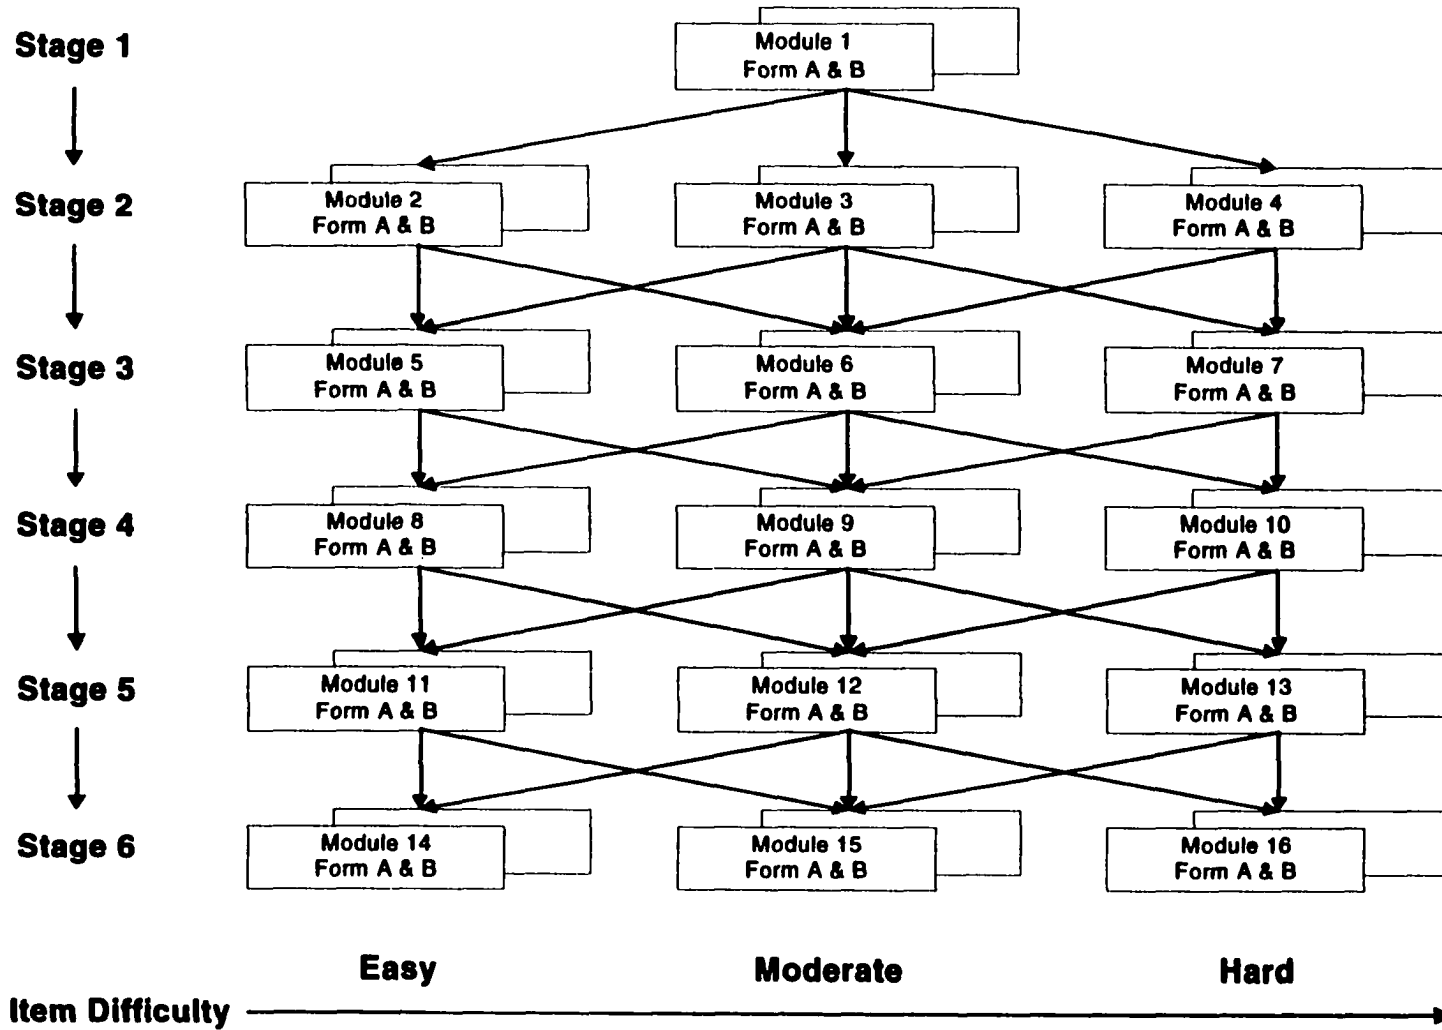 Stage 1
Module 1
Form A & B
Stage 2
Module 2
Form A & B
Module 3
Form A & B
Module 4
Form A & B
Stage 3
Module 5
Form A & B
Module 6
Form A & B
Module 7
Form A & B
Stage 4
Module 8
Form A & B
Module 9
Form A & B
Module 10
Form A & B
Stage 5
Module 11
Form A & B
Module 12
Form A & B
Module 13
Form A & B
Stage 6
Module 14
Form A & B
Module 15
Form A & B
Module 16
Form A & B
Easy
Moderate
Hard
Item Difficulty